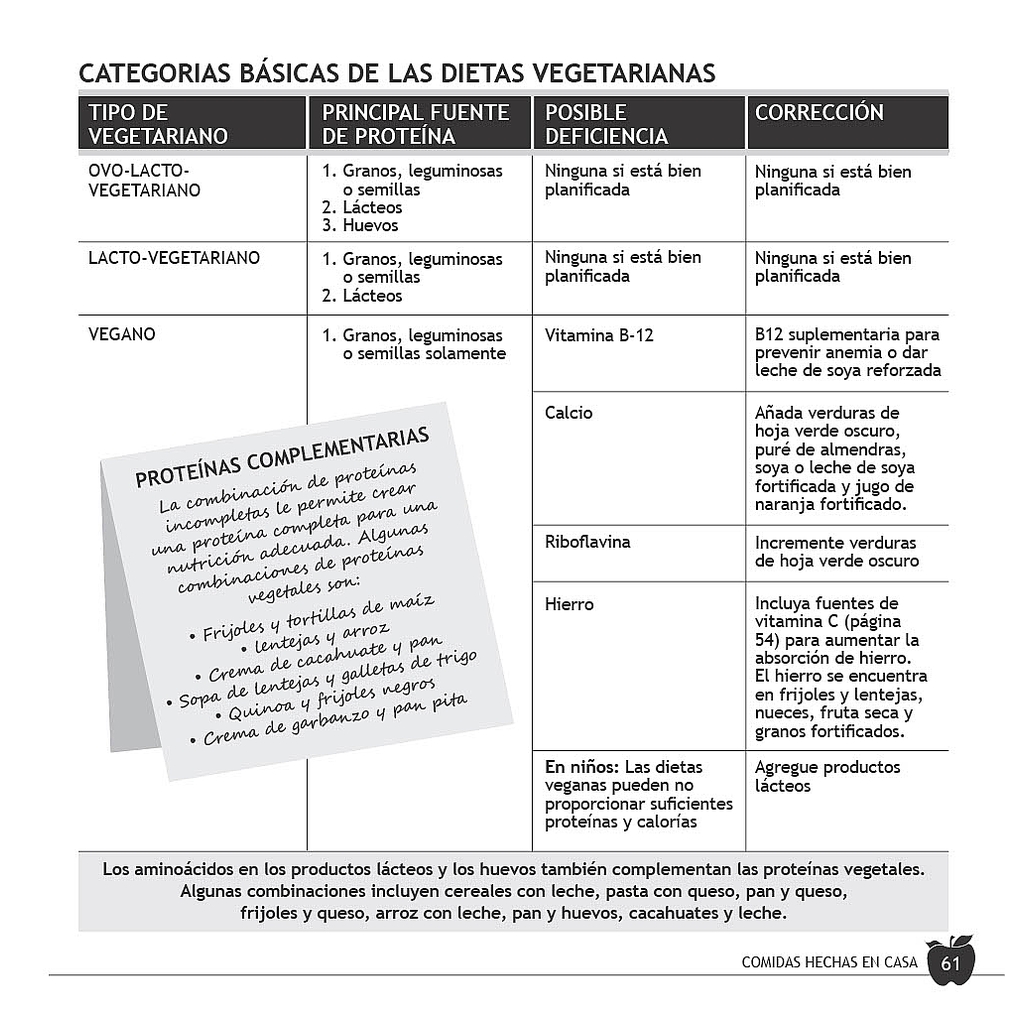 CATEGORIAS BÁSICAS DE LAS DIETAS VEGETARIANAS
TIPO DE
VEGETARIANO
PRINCIPAL FUENTE
DE PROTEÍNA
POSIBLE
DEFICIENCIA
CORRECCIÓN
OVO-LACTO-
VEGETARIANO
1. Granos, leguminosas
o semillas
2. Lácteos
3. Huevos
Ninguna si está bien
planificada
Ninguna si está bien
planificada
LACTO-VEGETARIANO
1. Granos, leguminosas
o semillas
2. Lácteos
Ninguna si está bien
planificada
Ninguna si está bien
planificada
VEGANO
1. Granos, leguminosas
o semillas solamente
Vitamina B-12
B12 suplementaria para
prevenir anemia o dar
leche de soya reforzada
Calcio
Añada verduras de
hoja verde oscuro,
puré de almendras,
soya o leche de soya
fortificada y jugo de
naranja fortificado.
Riboflavina
Incremente verduras
de hoja verde oscuro
Hierro
Incluya fuentes de
vitamina C (página
54) para aumentar la
absorción de hierro.
El hierro se encuentra
en frijoles y lentejas,
nueces, fruta seca y
granos fortificados.
En niños: Las dietas
veganas pueden no
proporcionar suficientes
proteínas y calorías
Agregue productos
lácteos
PROTEÍNAS COMPLEMENTARIAS
La combinación de proteínas
incompletas le permite crear
una proteína completa para una
nutrición adecuada. Algunas
combinaciones de proteínas
vegetales son:
• Frijoles y tortillas de maíz
• lentejas y arroz
• Crema de cacahuate y pan
• Sopa de lentejas y galletas de trigo
• Quinoa y frijoles negros
• Crema de garbanzo y pan pita
Los aminoácidos en los productos lácteos y los huevos también complementan las proteínas vegetales.
Algunas combinaciones incluyen cereales con leche, pasta con queso, pan y queso,
frijoles y queso, arroz con leche, pan y huevos, cacahuates y leche.
COMIDAS HECHAS EN CASA 61